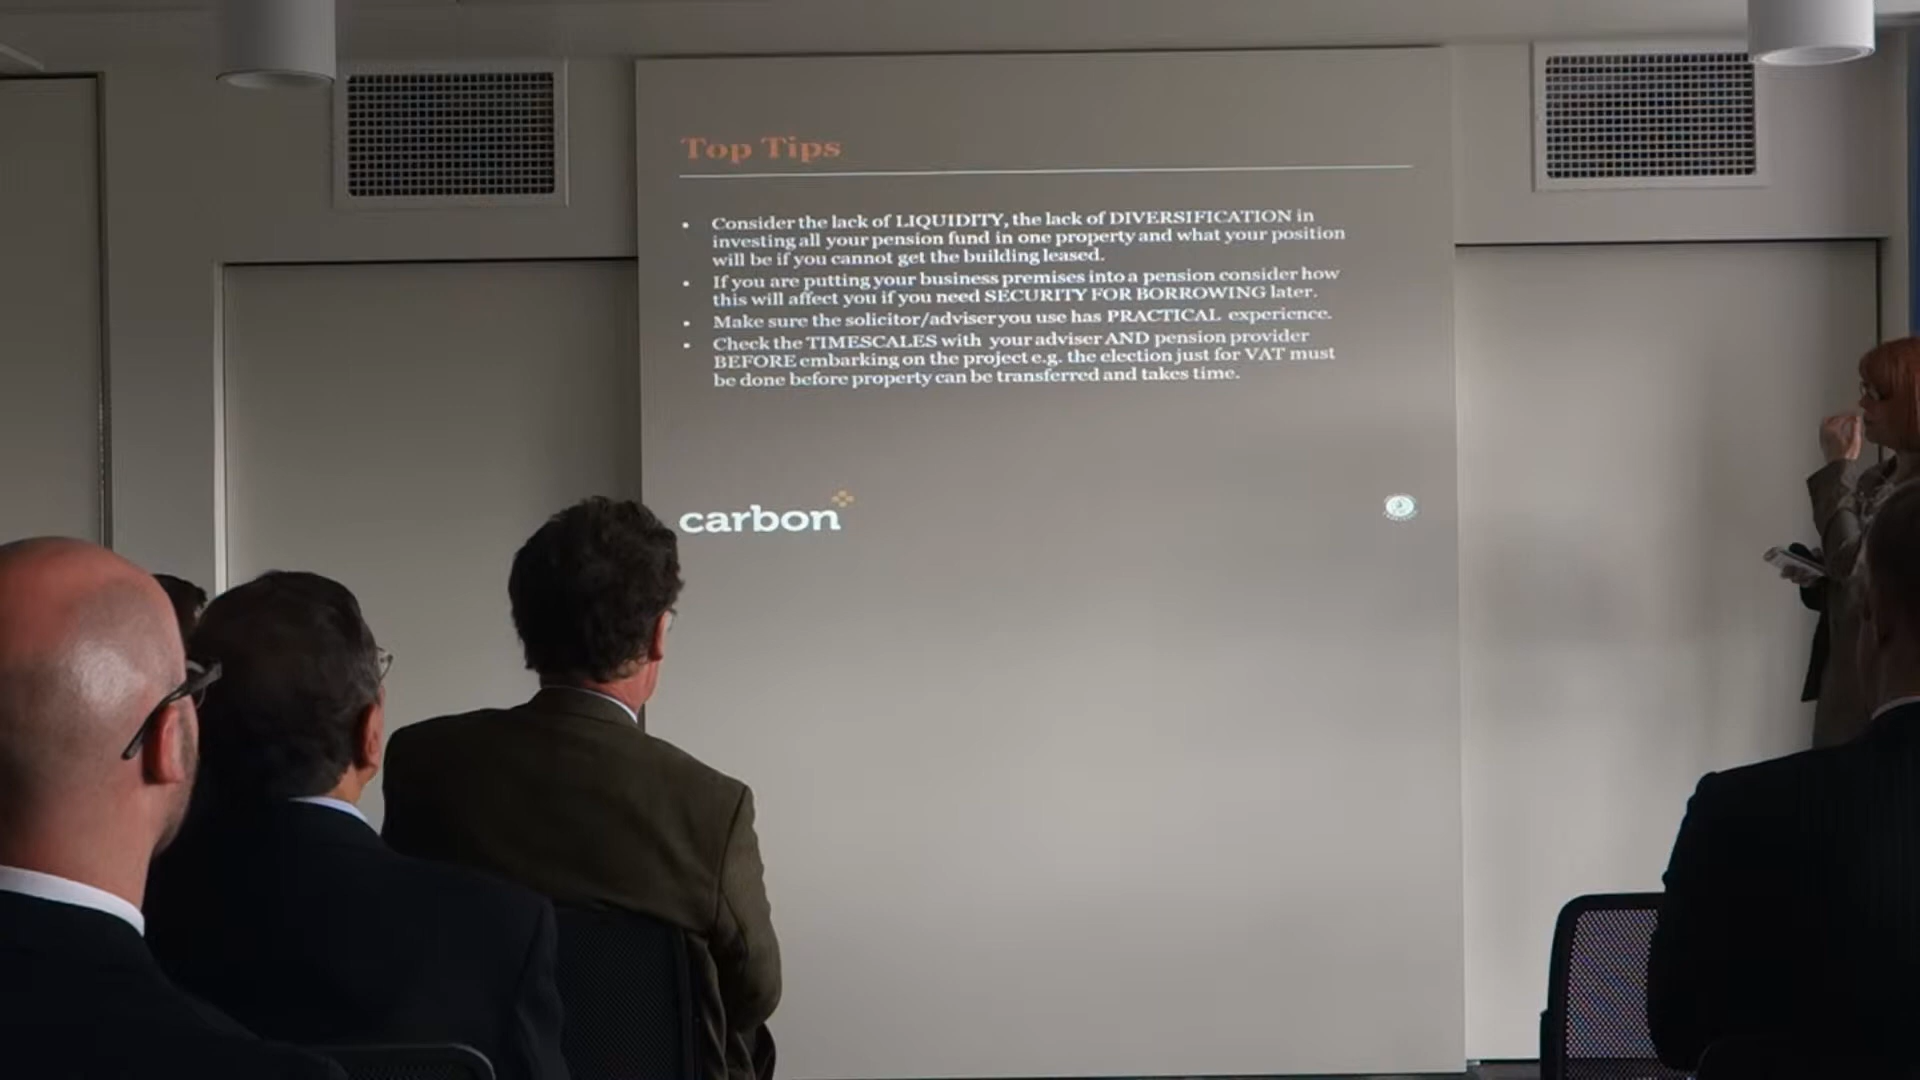 Top Tips
• Consider the lack of LIQUIDITY, the lack of DIVERSIFICATION in
investing all your pension fund in one property and what your position
will be if you cannot get the building leased.
• If you are putting your business premises into a pension consider how
this will affect you if you need SECURITY FOR BORROWING later.
• Make sure the solicitor/adviser you use has PRACTICAL experience.
• Check the TIMESCALES with your adviser AND pension provider
BEFORE embarking on the project e.g. the election just for VAT must
be done before property can be transferred and takes time.
carbon